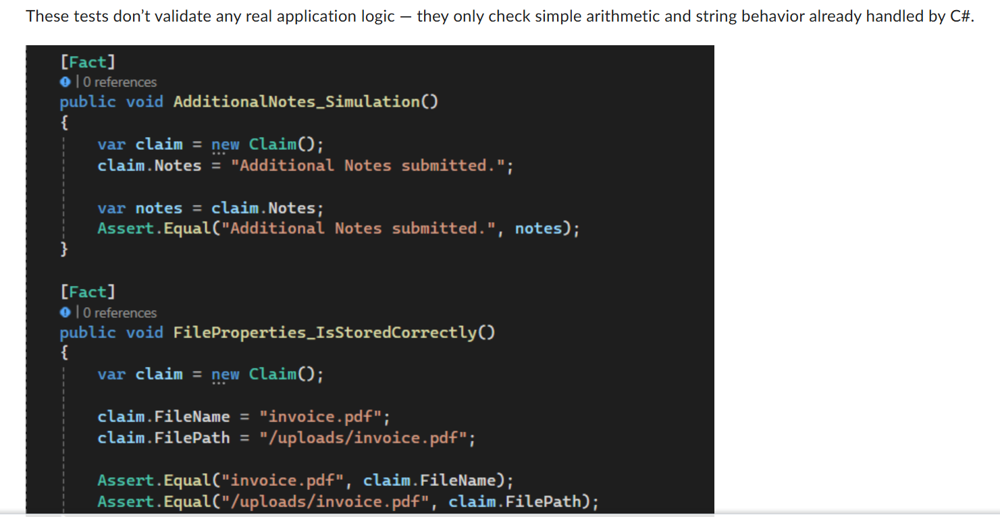 These tests don’t validate any real application logic — they only check simple arithmetic and string behavior already handled by C#.
[Fact]
| 0 references
public void AdditionalNotes_Simulation()
{
var claim = new Claim();
claim.Notes = "Additional Notes submitted.";
var notes = claim.Notes;
Assert.Equal("Additional Notes submitted.", notes);
}
[Fact]
| 0 references
public void FileProperties_IsStoredCorrectly()
{
var claim = new Claim();
claim.FileName = "invoice.pdf";
claim.FilePath = "/uploads/invoice.pdf";
Assert.Equal("invoice.pdf", claim.FileName);
Assert.Equal("/uploads/invoice.pdf", claim.FilePath);